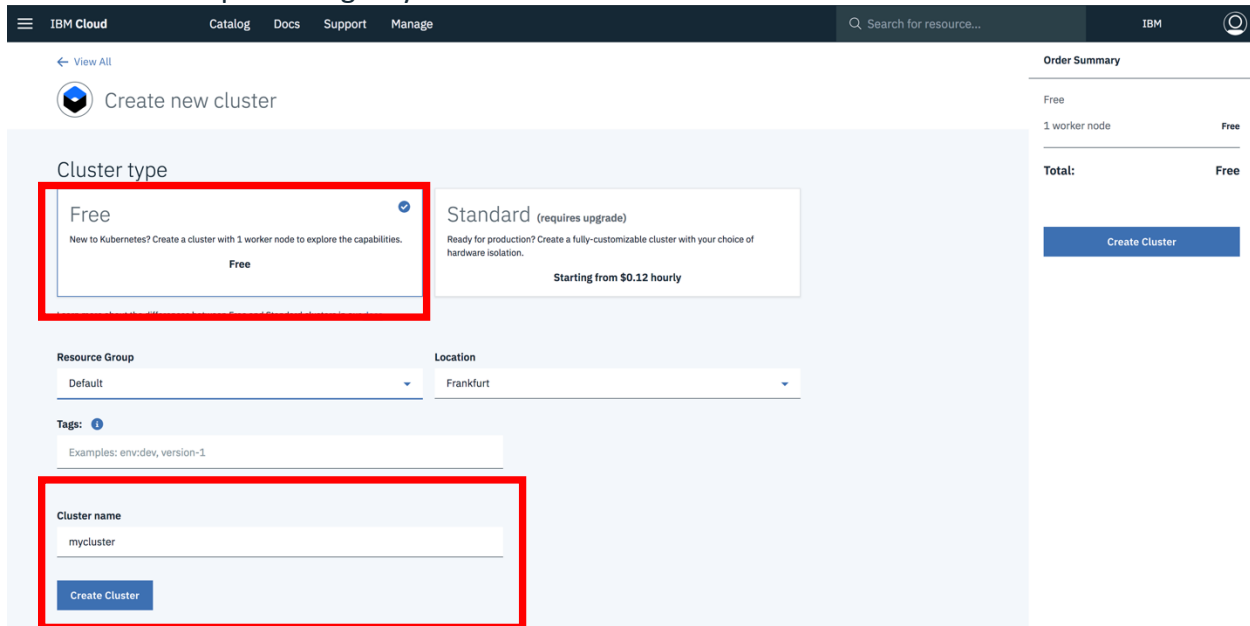 IBM Cloud Catalog Docs Support Manage Search for resource... IBM
← View All
Create new cluster
Cluster type
Free
New to Kubernetes? Create a cluster with 1 worker node to explore the capabilities.
Free
Standard (requires upgrade)
Ready for production? Create a fully-customizable cluster with your choice of
hardware isolation.
Starting from $0.12 hourly
Resource Group
Default
Location
Frankfurt
Tags:
Examples: env:dev, version-1
Cluster name
mycluster
Create Cluster
Order Summary
Free
1 worker node Free
Total: Free
Create Cluster